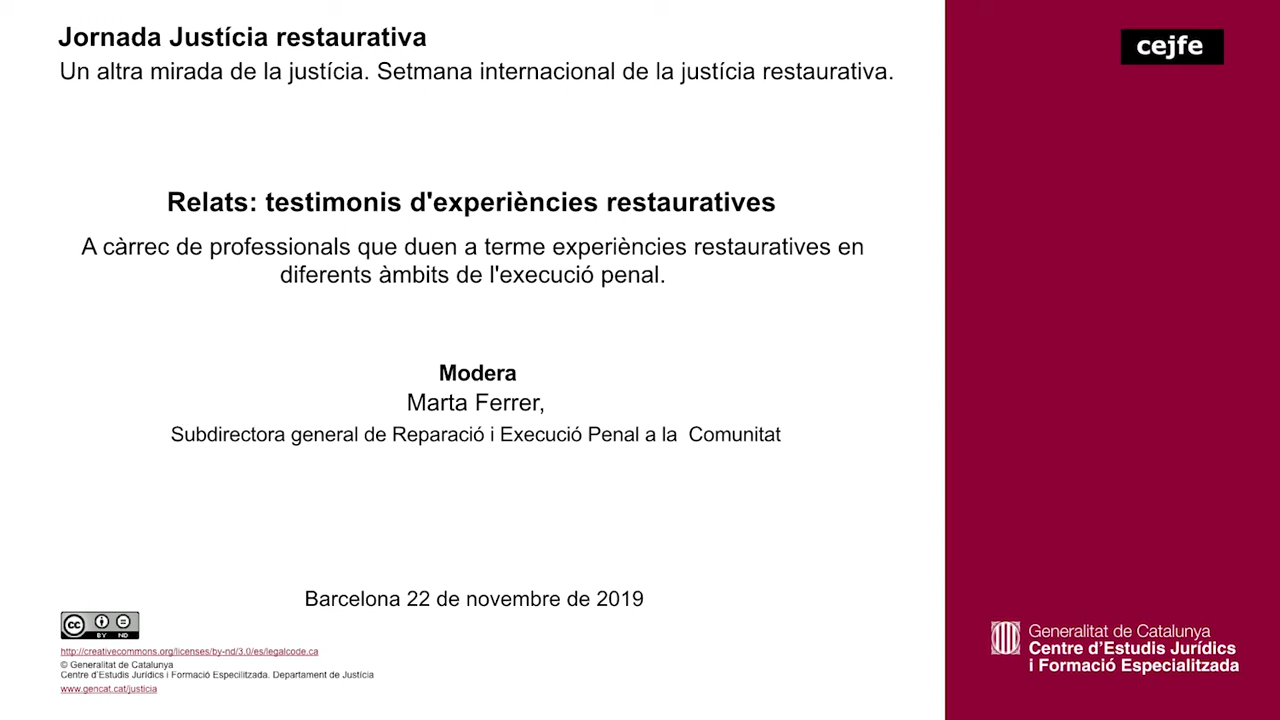 Jornada Justícia restaurativa
Un altra mirada de la justícia. Setmana internacional de la justícia restaurativa.
cejfe
Relats: testimonis d'experiències restauratives
A càrrec de professionals que duen a terme experiències restauratives en
diferents àmbits de l'execució penal.
Modera
Marta Ferrer,
Subdirectora general de Reparació i Execució Penal a la Comunitat
Barcelona 22 de novembre de 2019
cc BY ND
http://creativecommons.org/licenses/by-nd/3.0/es/legalcode.ca
© Generalitat de Catalunya
Centre d'Estudis Jurídics i Formació Especilitzada. Departament de Justícia
www.gencat.cat/justicia
Generalitat de Catalunya
Centre d'Estudis Jurídics
i Formació Especialitzada